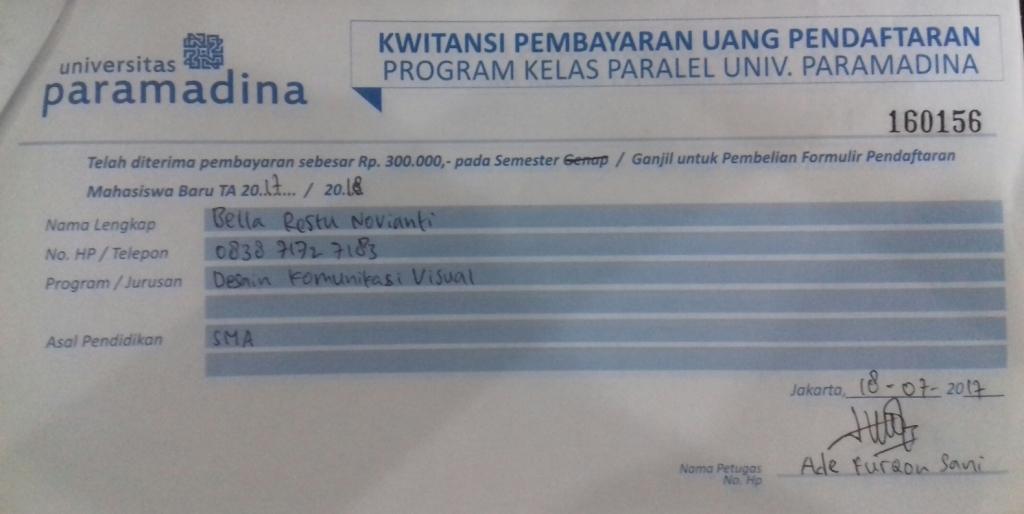 universitas
paramadina
KWITANSI PEMBAYARAN UANG PENDAFTARAN
PROGRAM KELAS PARALEL UNIV. PARAMADINA
160156
Telah diterima pembayaran sebesar Rp. 300.000,- pada Semester Genap / Ganjil untuk Pembelian Formulir Pendaftaran
Mahasiswa Baru TA 20.17... / 20.18
Nama Lengkap Bella Restu Novianti
No. HP / Telepon 0838 7172 7183
Program / Jurusan Desain Komunikasi Visual
Asal Pendidikan SMA
Jakarta, 18-07-2017
Nama Petugas Ade Furqon Sani
No. Hp